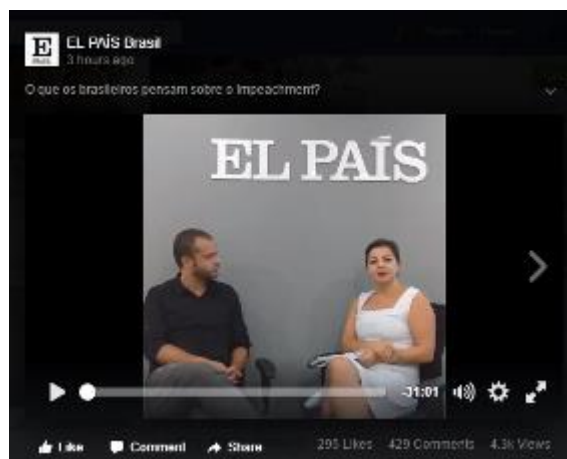 EL PAÍS Brasil
3 hours ago
O que os brasileiros pensam sobre o impeachment?
EL PAÍS
-31:01
Like Comment Share 295 Likes 429 Comments 4.3k Views